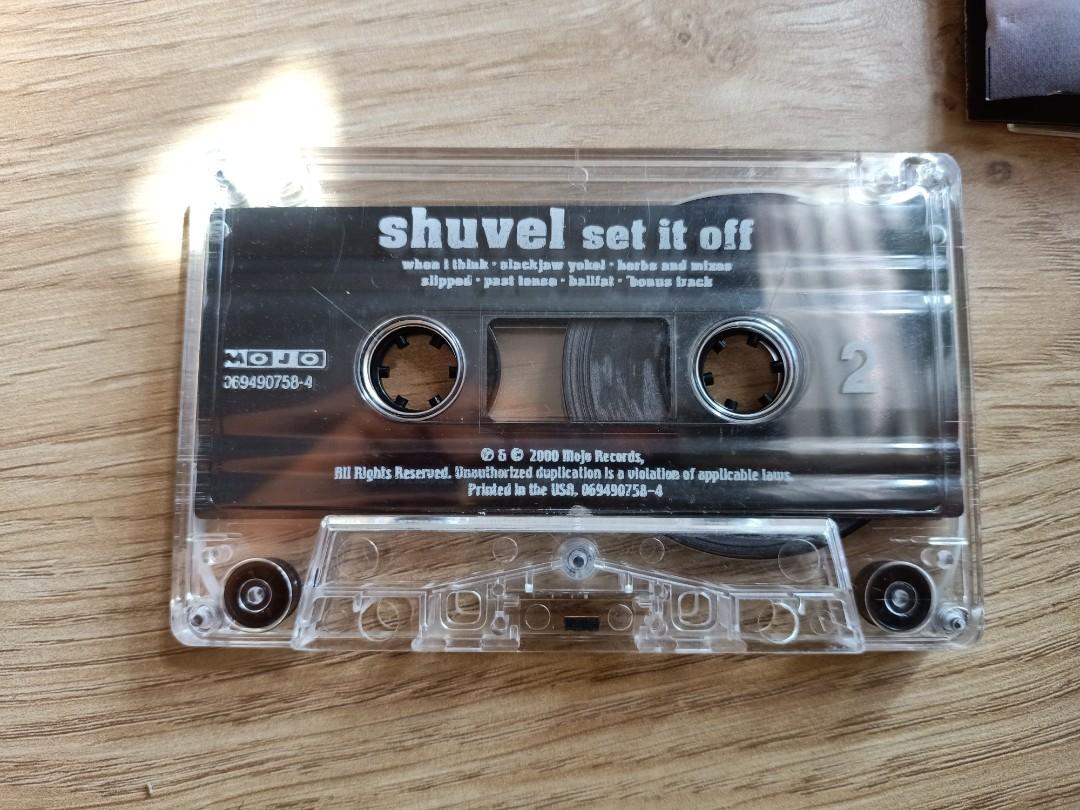 shuvel set it off
when i think · slackjaw yokel · herbs and mixes
slipped · past tense · ballfat · *bonus track
MOJO
069490758-4
2
℗ & © 2000 Mojo Records,
All Rights Reserved. Unauthorized duplication is a violation of applicable laws.
Printed in the USA, 069490758-4